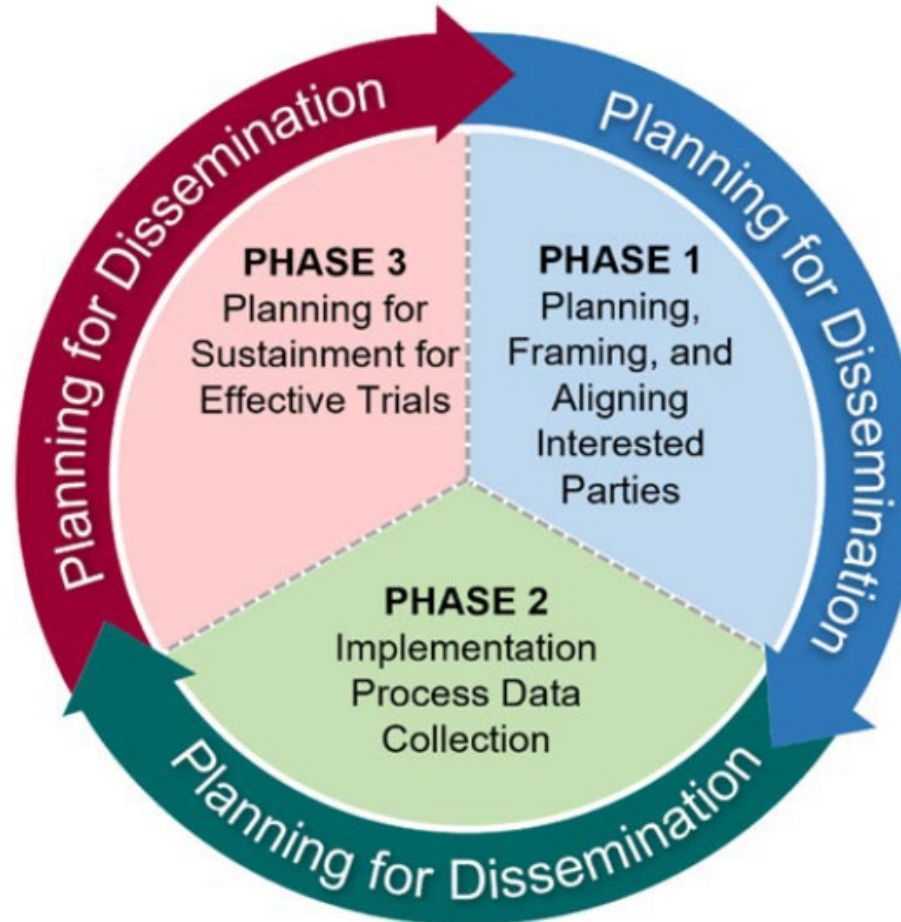 Planning for Dissemination
Planning for Dissemination
PHASE 3
Planning for
Sustainment for
Effective Trials
PHASE 1
Planning,
Framing, and
Aligning
Interested
Parties
PHASE 2
Implementation
Process Data
Collection
Planning for Dissemination